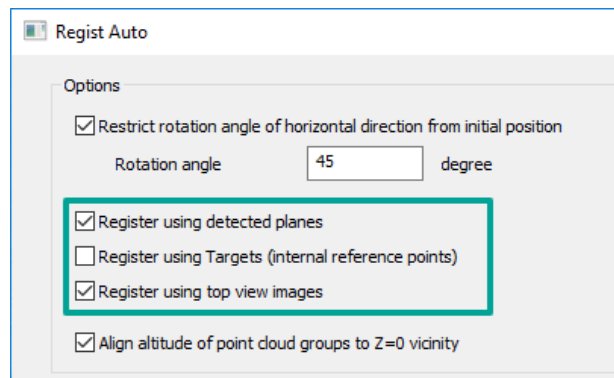 Regist Auto
Options
Restrict rotation angle of horizontal direction from initial position
Rotation angle 45 degree
Register using detected planes
Register using Targets (internal reference points)
Register using top view images
Align altitude of point cloud groups to Z=0 vicinity